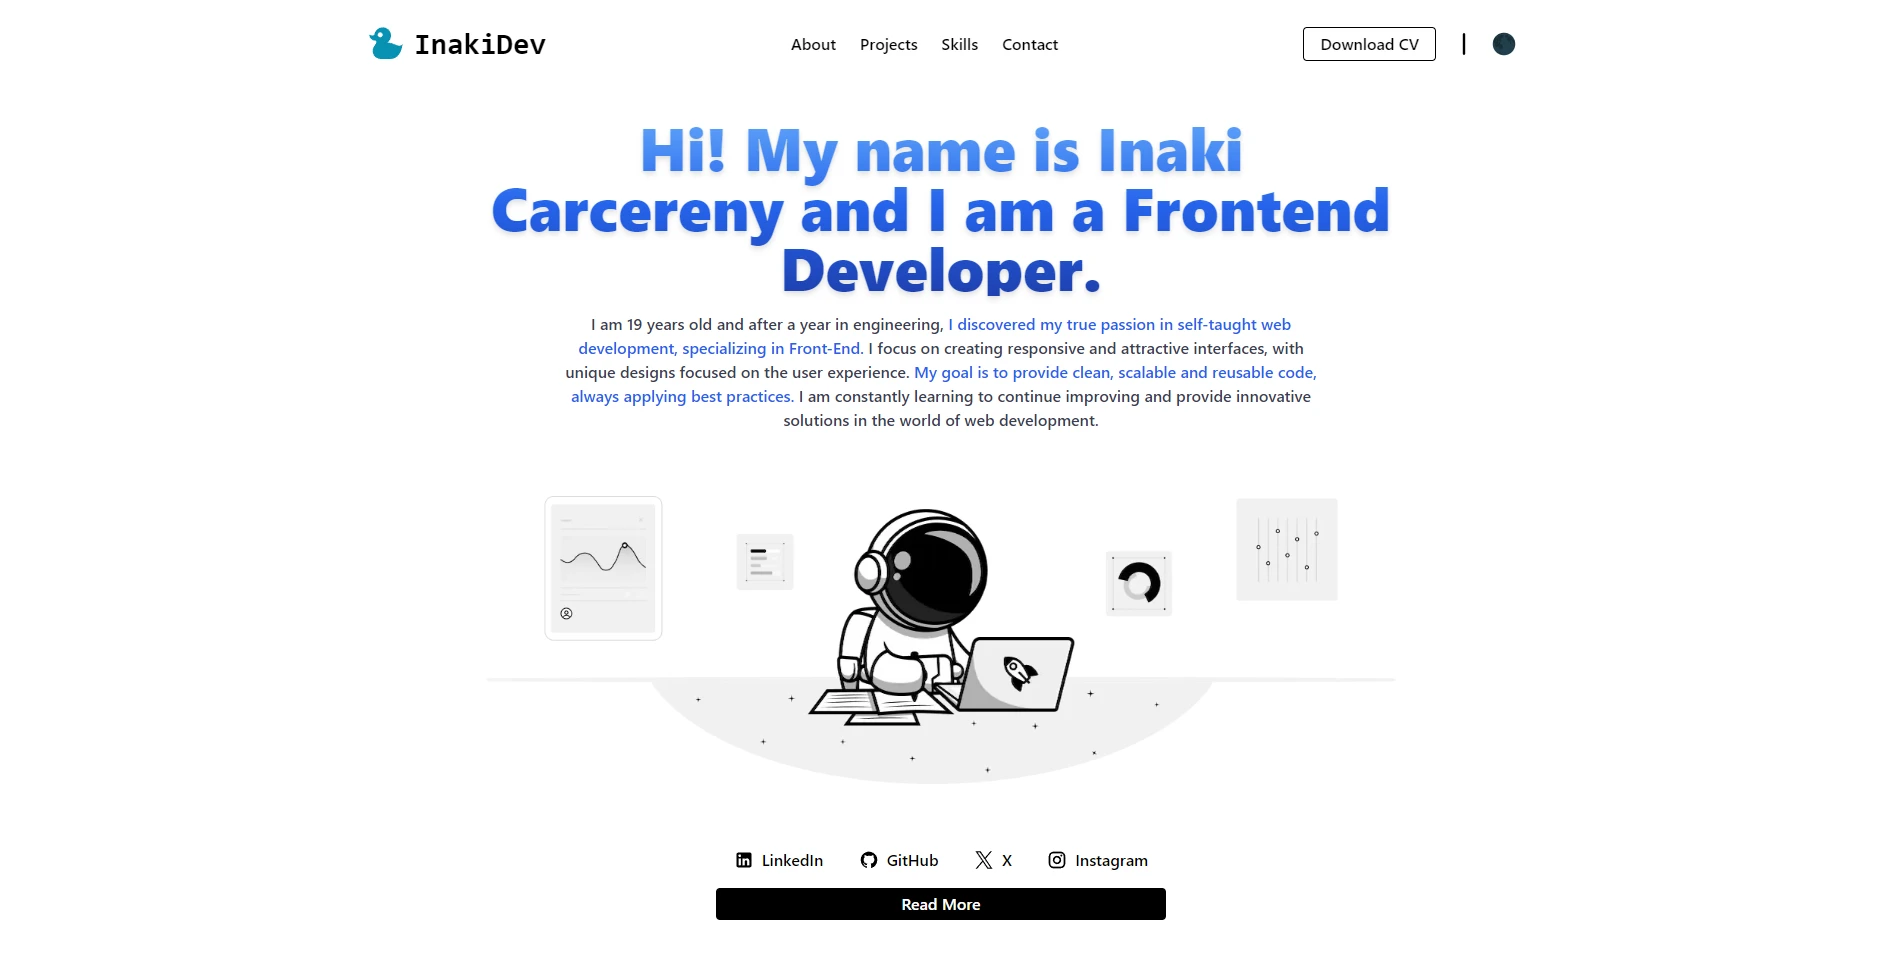 InakiDev
About
Projects
Skills
Contact
Download CV
Hi! My name is Inaki
Carcereny and I am a Frontend
Developer.
I am 19 years old and after a year in engineering, I discovered my true passion in self-taught web
development, specializing in Front-End. I focus on creating responsive and attractive interfaces, with
unique designs focused on the user experience. My goal is to provide clean, scalable and reusable code,
always applying best practices. I am constantly learning to continue improving and provide innovative
solutions in the world of web development.
LinkedIn
GitHub
X
Instagram
Read More